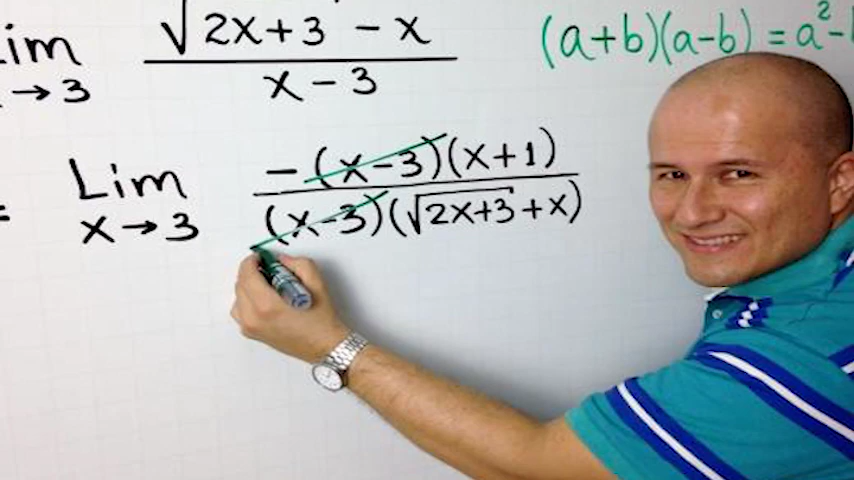 Lim √2x+3 - x / x - 3
x → 3
(a+b)(a-b) = a²-
= Lim -(x-3)(x+1) / (x-3)(√2x+3 + x)
x → 3